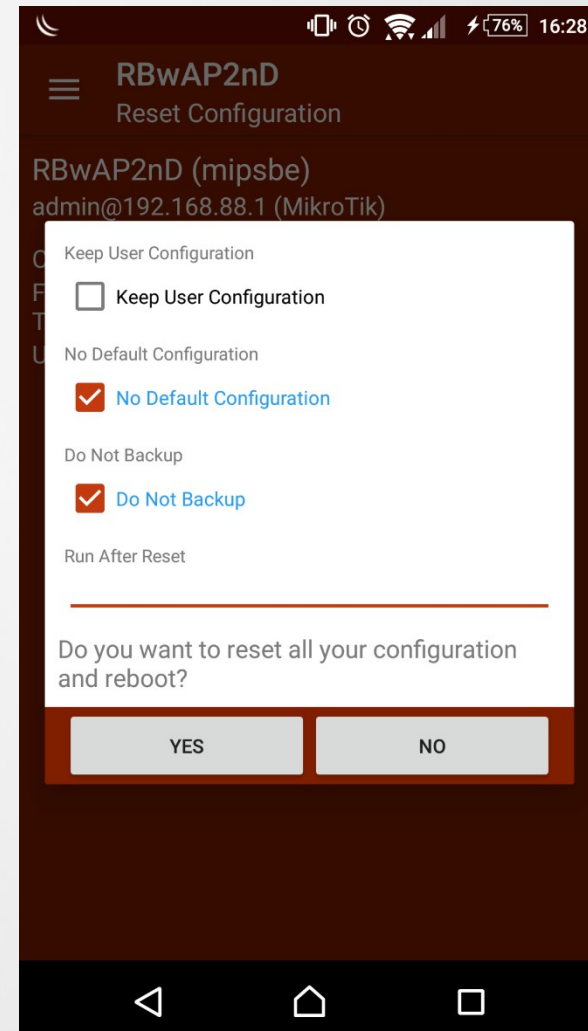 76% 16:28
RBwAP2nD
Reset Configuration
RBwAP2nD (mipsbe)
admin@192.168.88.1 (MikroTik)
Keep User Configuration
Keep User Configuration
No Default Configuration
No Default Configuration
Do Not Backup
Do Not Backup
Run After Reset
Do you want to reset all your configuration
and reboot?
YES NO